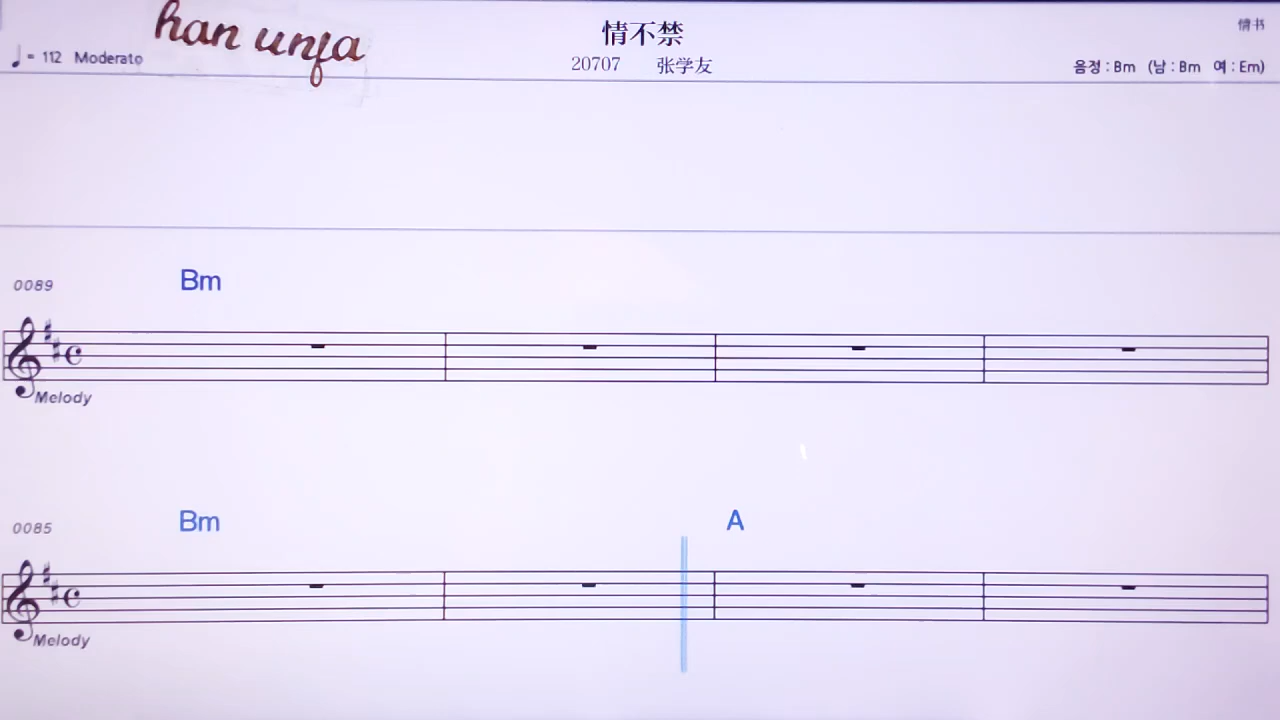 han unja
情不禁
情书
♩= 112 Moderato
20707 张学友
음정 : Bm (남 : Bm 여 : Em)
0089 Bm
Melody
0085 Bm A
Melody